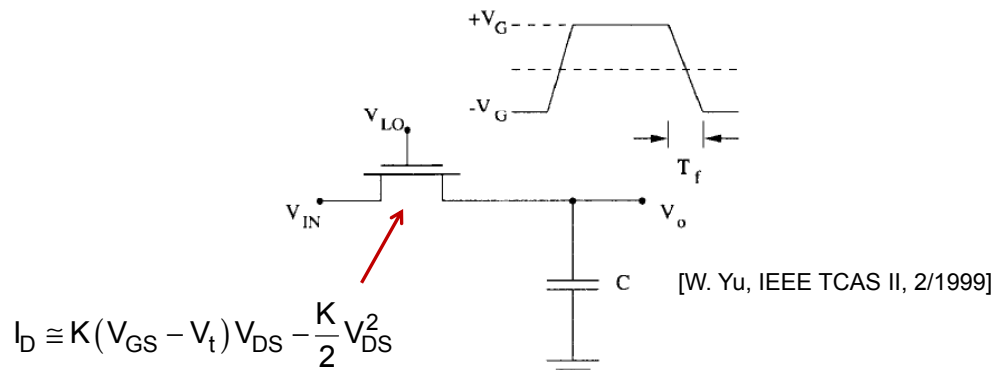 +V_G
-V_G
V_LO
T_f
V_IN
V_o
C
[W. Yu, IEEE TCAS II, 2/1999]
I_D ≅ K(V_GS − V_t)V_DS − K/2 V_DS^2